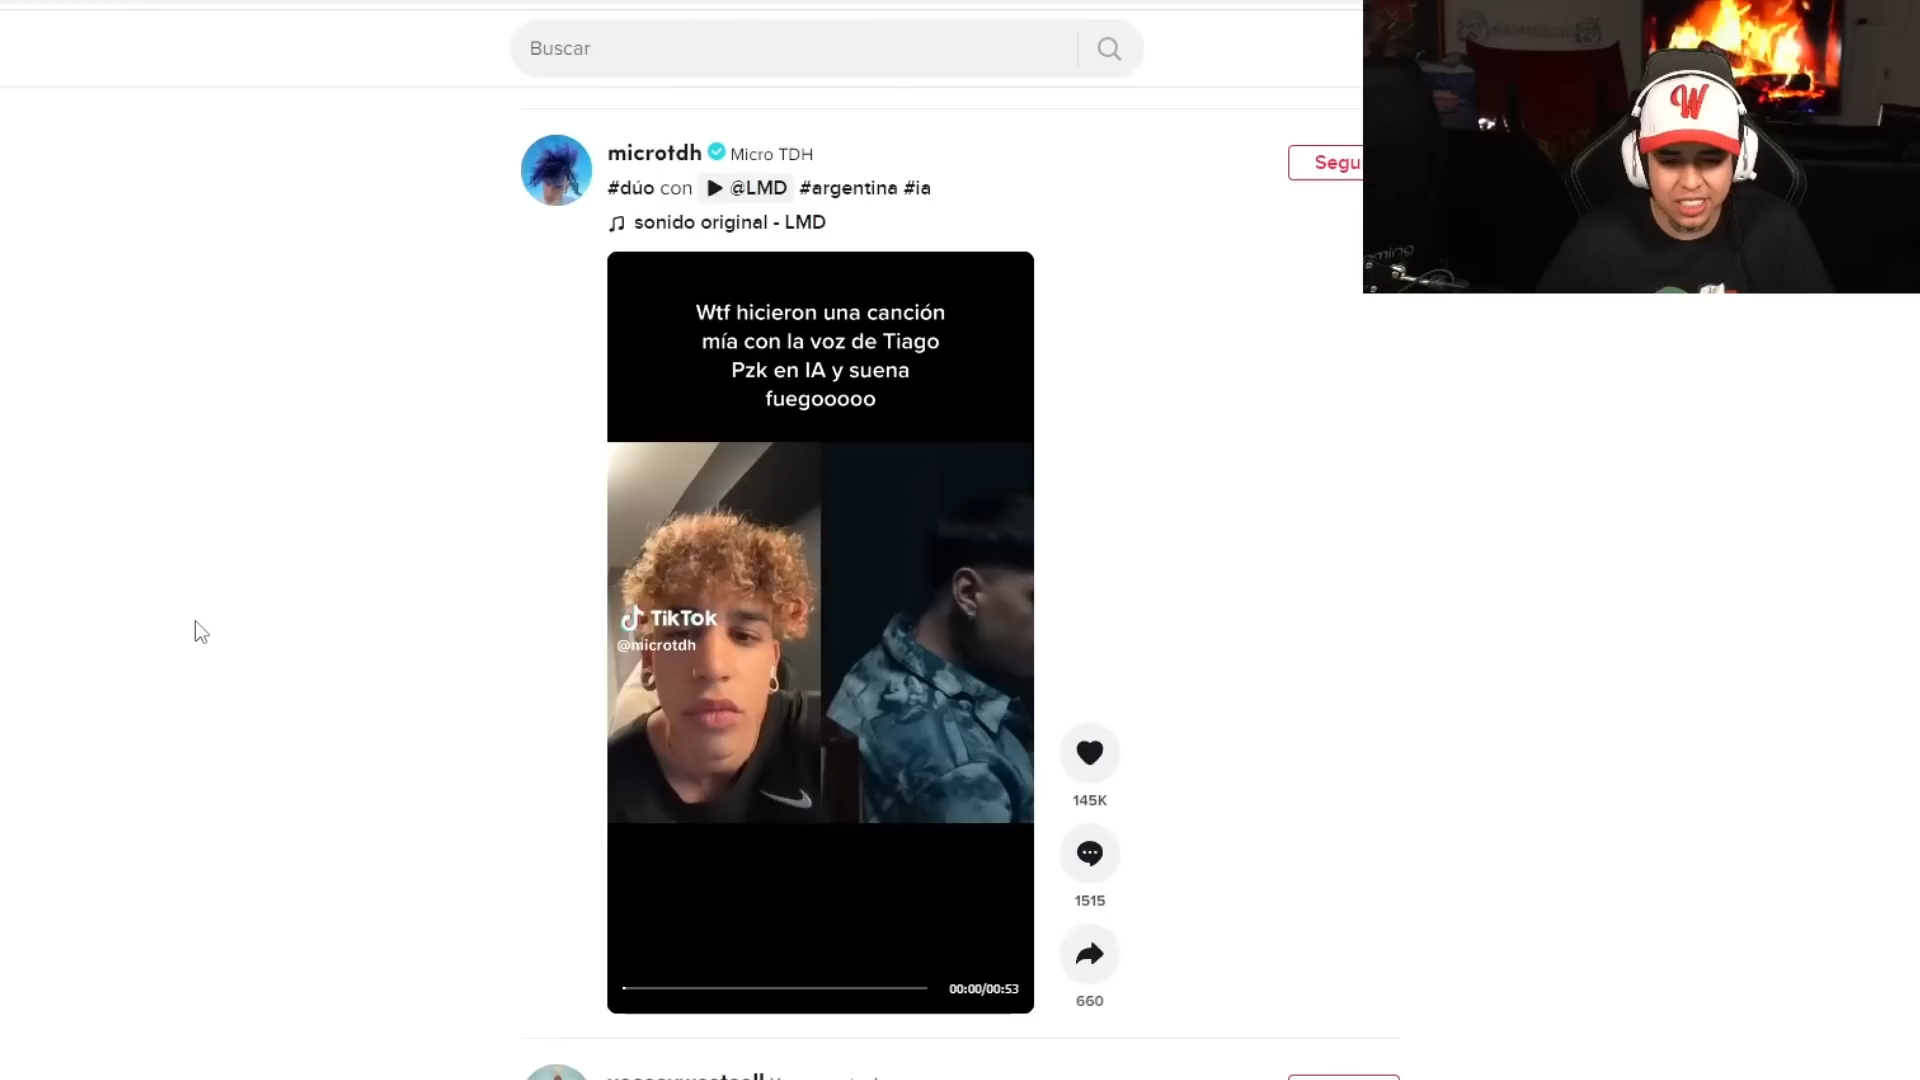 Buscar
microtdh Micro TDH
#dúo con @LMD #argentina #ia
sonido original - LMD
Segu
Wtf hicieron una canción
mía con la voz de Tiago
Pzk en IA y suena
fuegooooo
W
TikTok
@microtdh
145K
1515
00:00/00:53
660